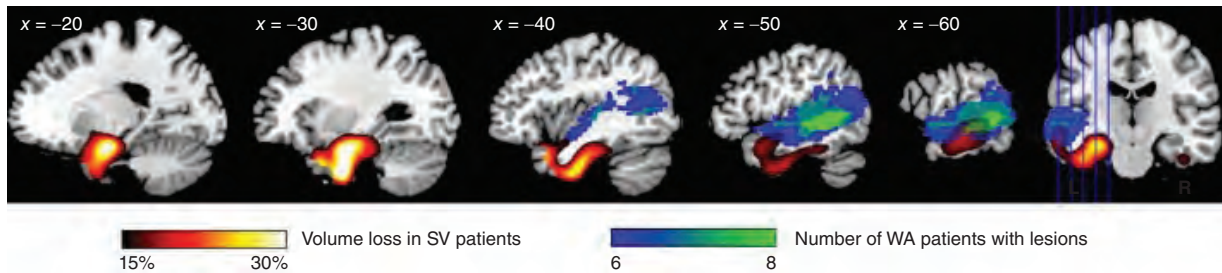 x = –20
x = –30
x = –40
x = –50
x = –60
L
R
Volume loss in SV patients
Number of WA patients with lesions
15%
30%
6
8